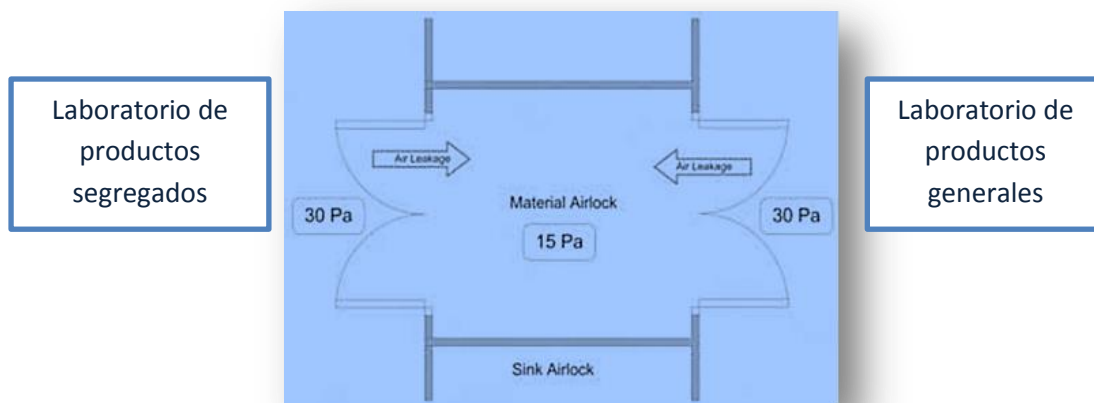 Laboratorio de
productos
segregados
Air Leakage
Air Leakage
Material Airlock
30 Pa
15 Pa
30 Pa
Sink Airlock
Laboratorio de
productos
generales